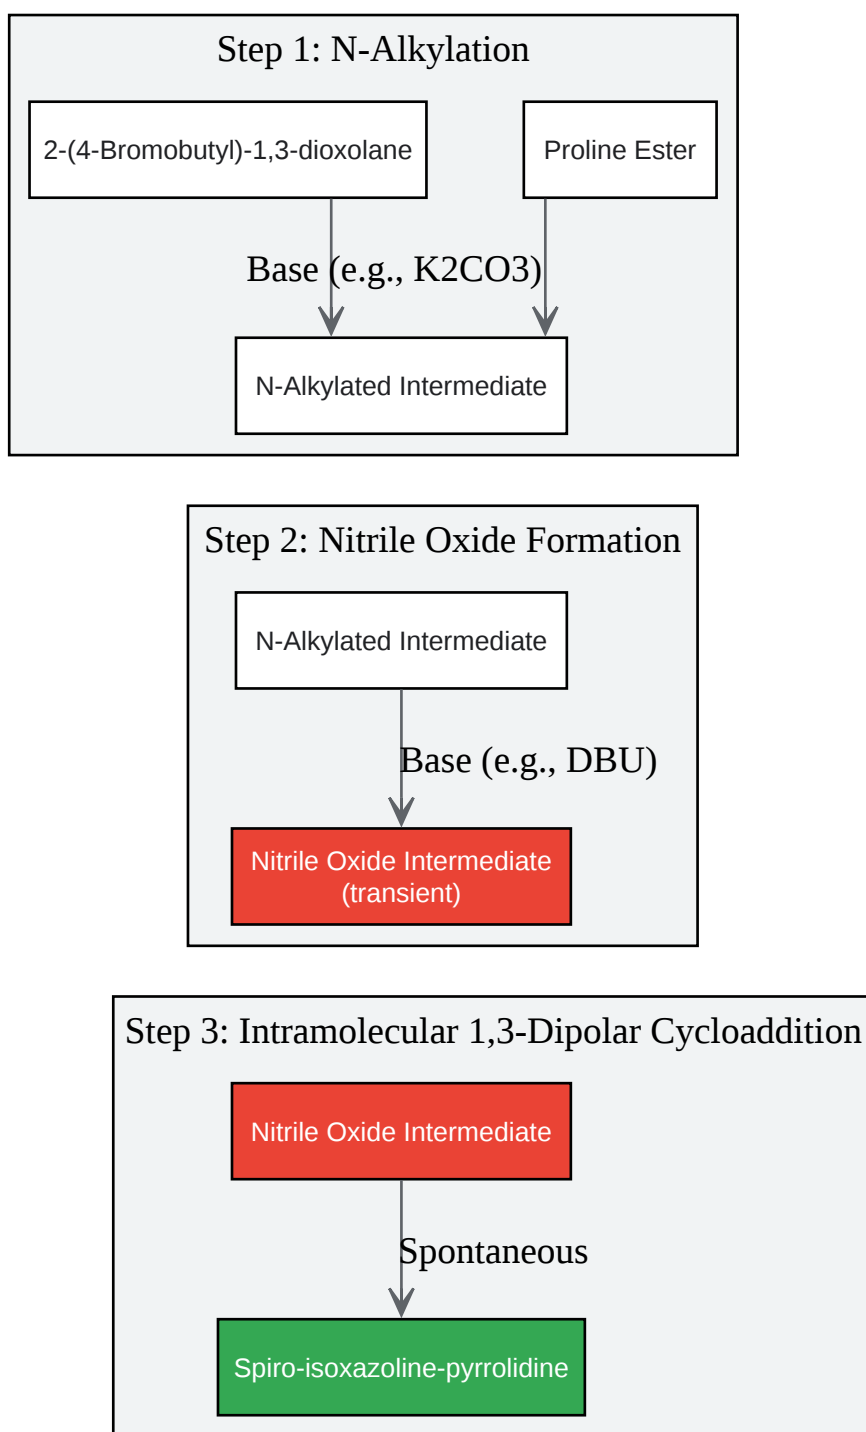 Step 1: N-Alkylation
2-(4-Bromobutyl)-1,3-dioxolane
Proline Ester
Base (e.g., K2CO3)
N-Alkylated Intermediate
Step 2: Nitrile Oxide Formation
N-Alkylated Intermediate
Base (e.g., DBU)
Nitrile Oxide Intermediate
(transient)
Step 3: Intramolecular 1,3-Dipolar Cycloaddition
Nitrile Oxide Intermediate
Spontaneous
Spiro-isoxazoline-pyrrolidine